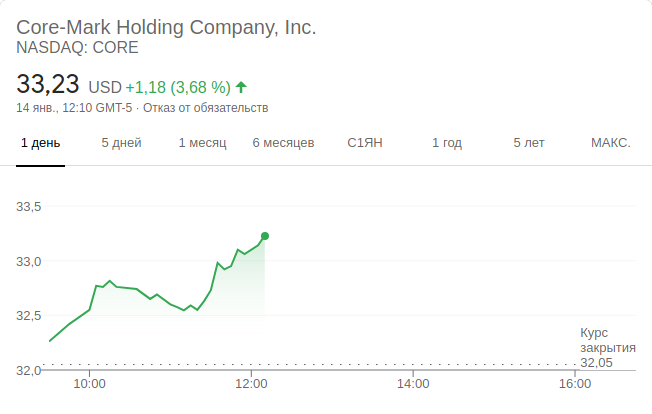 Core-Mark Holding Company, Inc.
NASDAQ: CORE
33,23 USD +1,18 (3,68 %)
14 янв., 12:10 GMT-5 · Отказ от обязательств
1 день 5 дней 1 месяц 6 месяцев С1ЯН 1 год 5 лет МАКС.
33,5
33,0
32,5
32,0
Курс
закрытия
32,05
10:00 12:00 14:00 16:00